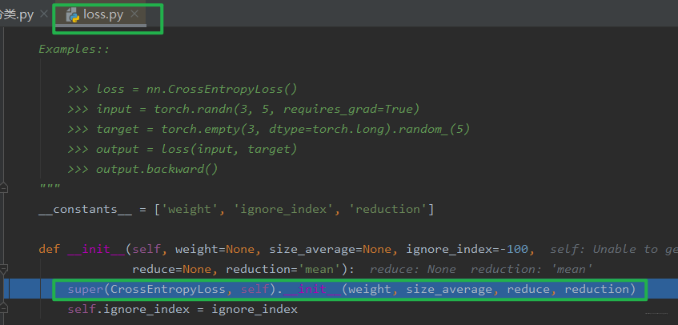 类.py × loss.py ×
Examples::
>>> loss = nn.CrossEntropyLoss()
>>> input = torch.randn(3, 5, requires_grad=True)
>>> target = torch.empty(3, dtype=torch.long).random_(5)
>>> output = loss(input, target)
>>> output.backward()
"""
__constants__ = ['weight', 'ignore_index', 'reduction']
def __init__(self, weight=None, size_average=None, ignore_index=-100, self: Unable to ge
reduce=None, reduction='mean'): reduce: None reduction: 'mean'
super(CrossEntropyLoss, self).__init__(weight, size_average, reduce, reduction)
self.ignore_index = ignore_index